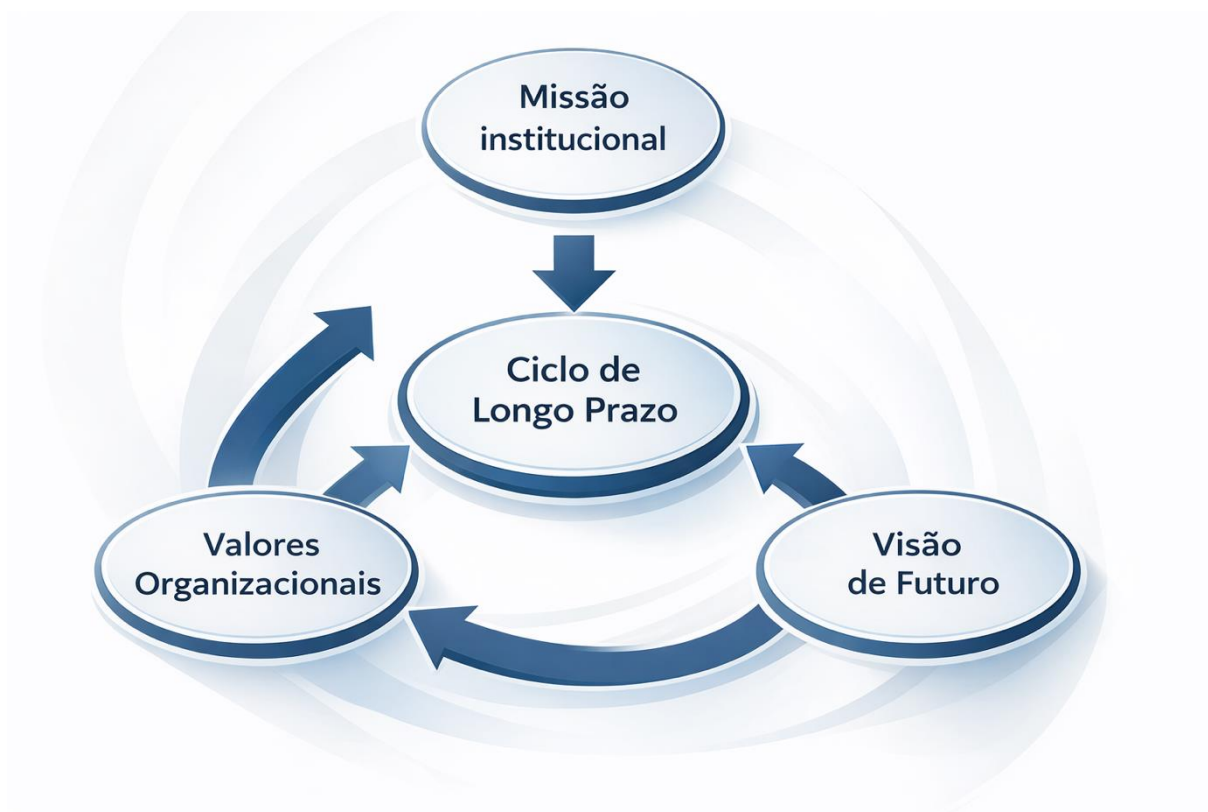 Missão
institucional
Ciclo de
Longo Prazo
Valores
Organizacionais
Visão
de Futuro